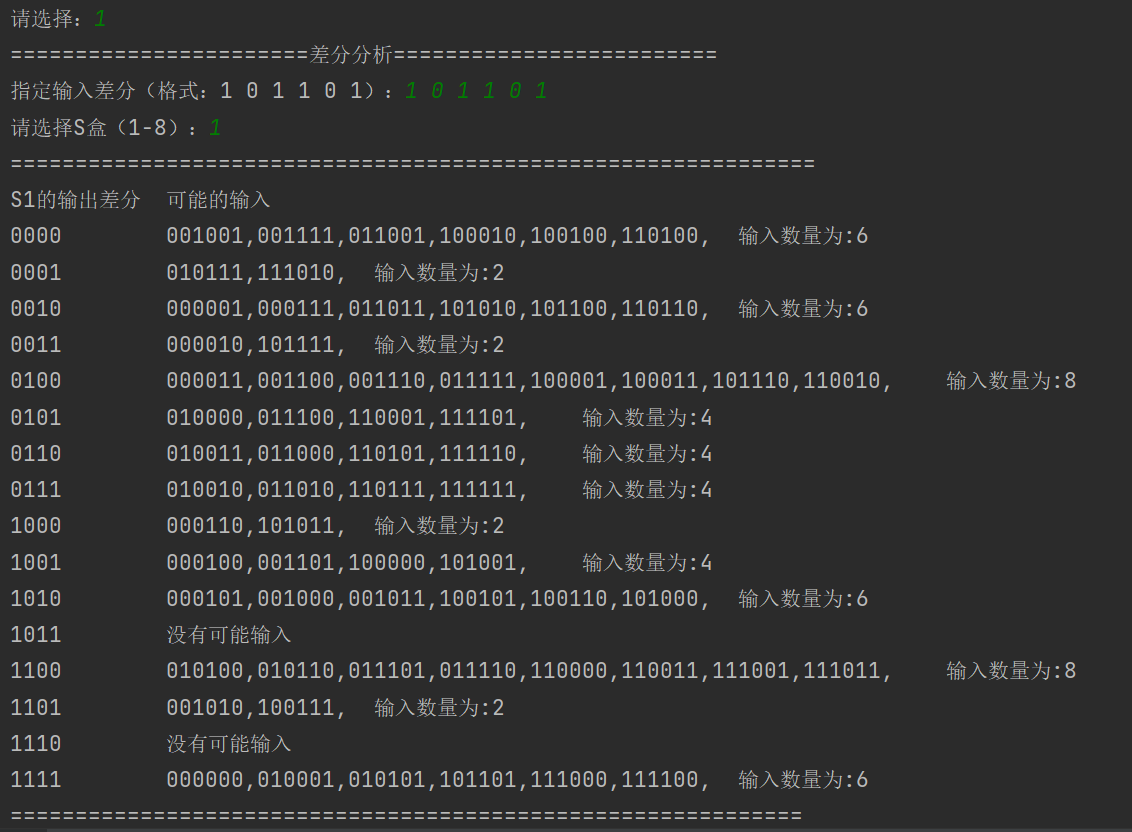 请选择：1
=======================差分分析=========================
指定输入差分（格式：1 0 1 1 0 1）：1 0 1 1 0 1
请选择S盒（1-8）：1
==============================================================
S1的输出差分  可能的输入
0000        001001,001111,011001,100010,100100,110100,  输入数量为:6
0001        010111,111010,  输入数量为:2
0010        000001,000111,011011,101010,101100,110110,  输入数量为:6
0011        000010,101111,  输入数量为:2
0100        000011,001100,001110,011111,100001,100011,101110,110010,    输入数量为:8
0101        010000,011100,110001,111101,    输入数量为:4
0110        010011,011000,110101,111110,    输入数量为:4
0111        010010,011010,110111,111111,    输入数量为:4
1000        000110,101011,  输入数量为:2
1001        000100,001101,100000,101001,    输入数量为:4
1010        000101,001000,001011,100101,100110,101000,  输入数量为:6
1011        没有可能输入
1100        010100,010110,011101,011110,110000,110011,111001,111011,    输入数量为:8
1101        001010,100111,  输入数量为:2
1110        没有可能输入
1111        000000,010001,010101,101101,111000,111100,  输入数量为:6
=============================================================